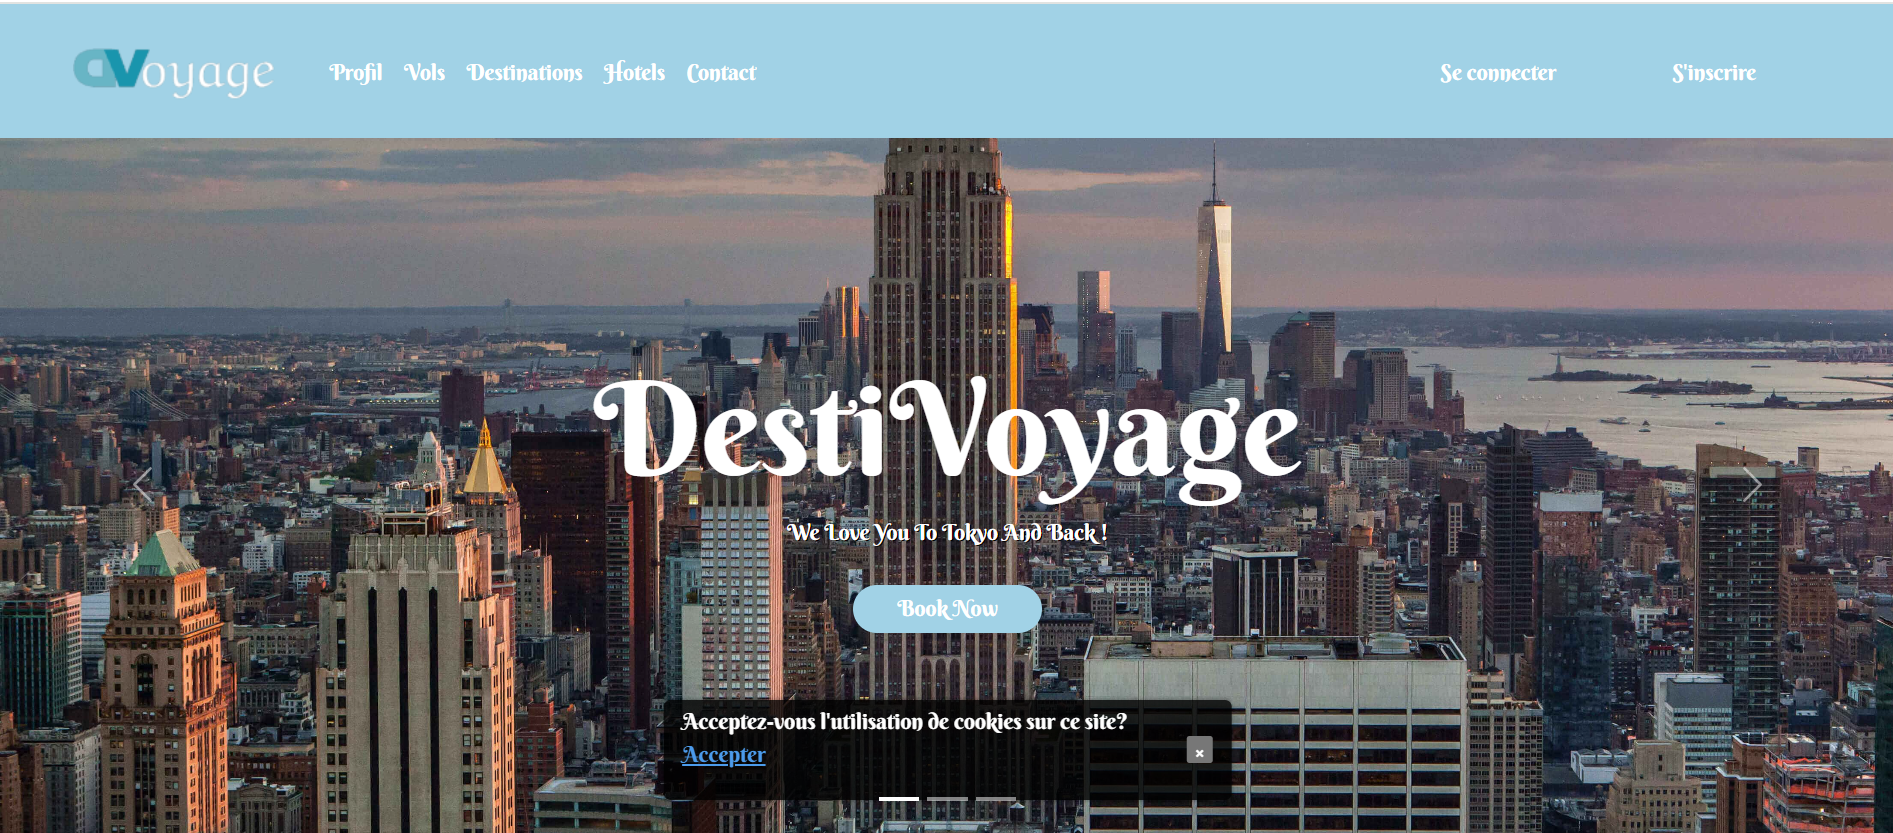 DVoyage
Profil Vols Destinations Hotels Contact Se connecter S'inscrire
DestiVoyage
We Love You To Tokyo And Back !
Book Now
Acceptez-vous l'utilisation de cookies sur ce site?
Accepter
×